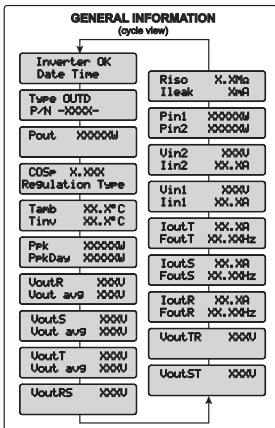 GENERAL INFORMATION
(cycle view)
Inverter OK
Date Time
Type OUTD
P/N -XXXX-
Pout XXXXXW
COSφ X.XXX
Regulation Type
Tamb XX.X°C
Tinv XX.X°C
Ppk XXXXXW
PpkDay XXXXXW
VoutR XXXV
Vout avg XXXV
VoutS XXXV
Vout avg XXXV
VoutT XXXV
Vout avg XXXV
VoutRS XXXV
Riso X.XMΩ
Ileak XmA
Pin1 XXXXXW
Pin2 XXXXXW
Vin2 XXXV
Iin2 XX.XA
Vin1 XXXV
Iin1 XX.XA
IoutT XX.XA
FoutT XX.XXHz
IoutS XX.XA
FoutS XX.XXHz
IoutR XX.XA
FoutR XX.XXHz
VoutTR XXXV
VoutST XXXV